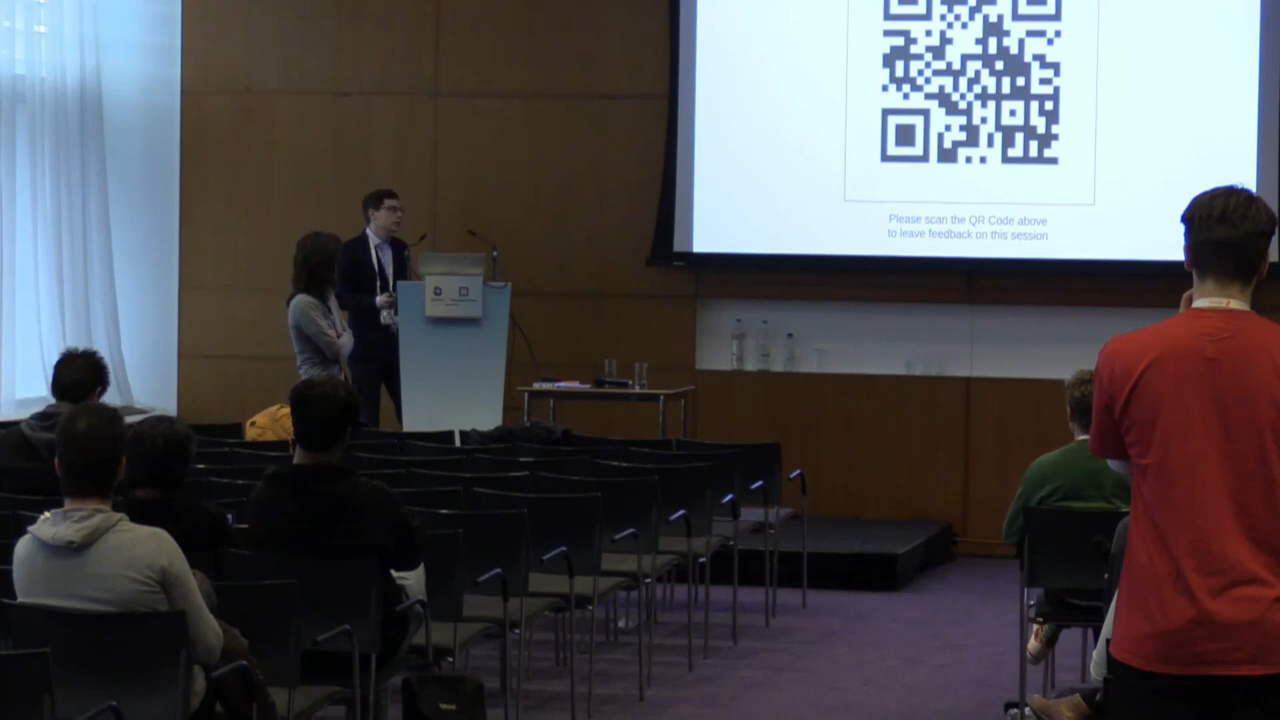 Please scan the QR Code above
to leave feedback on this session